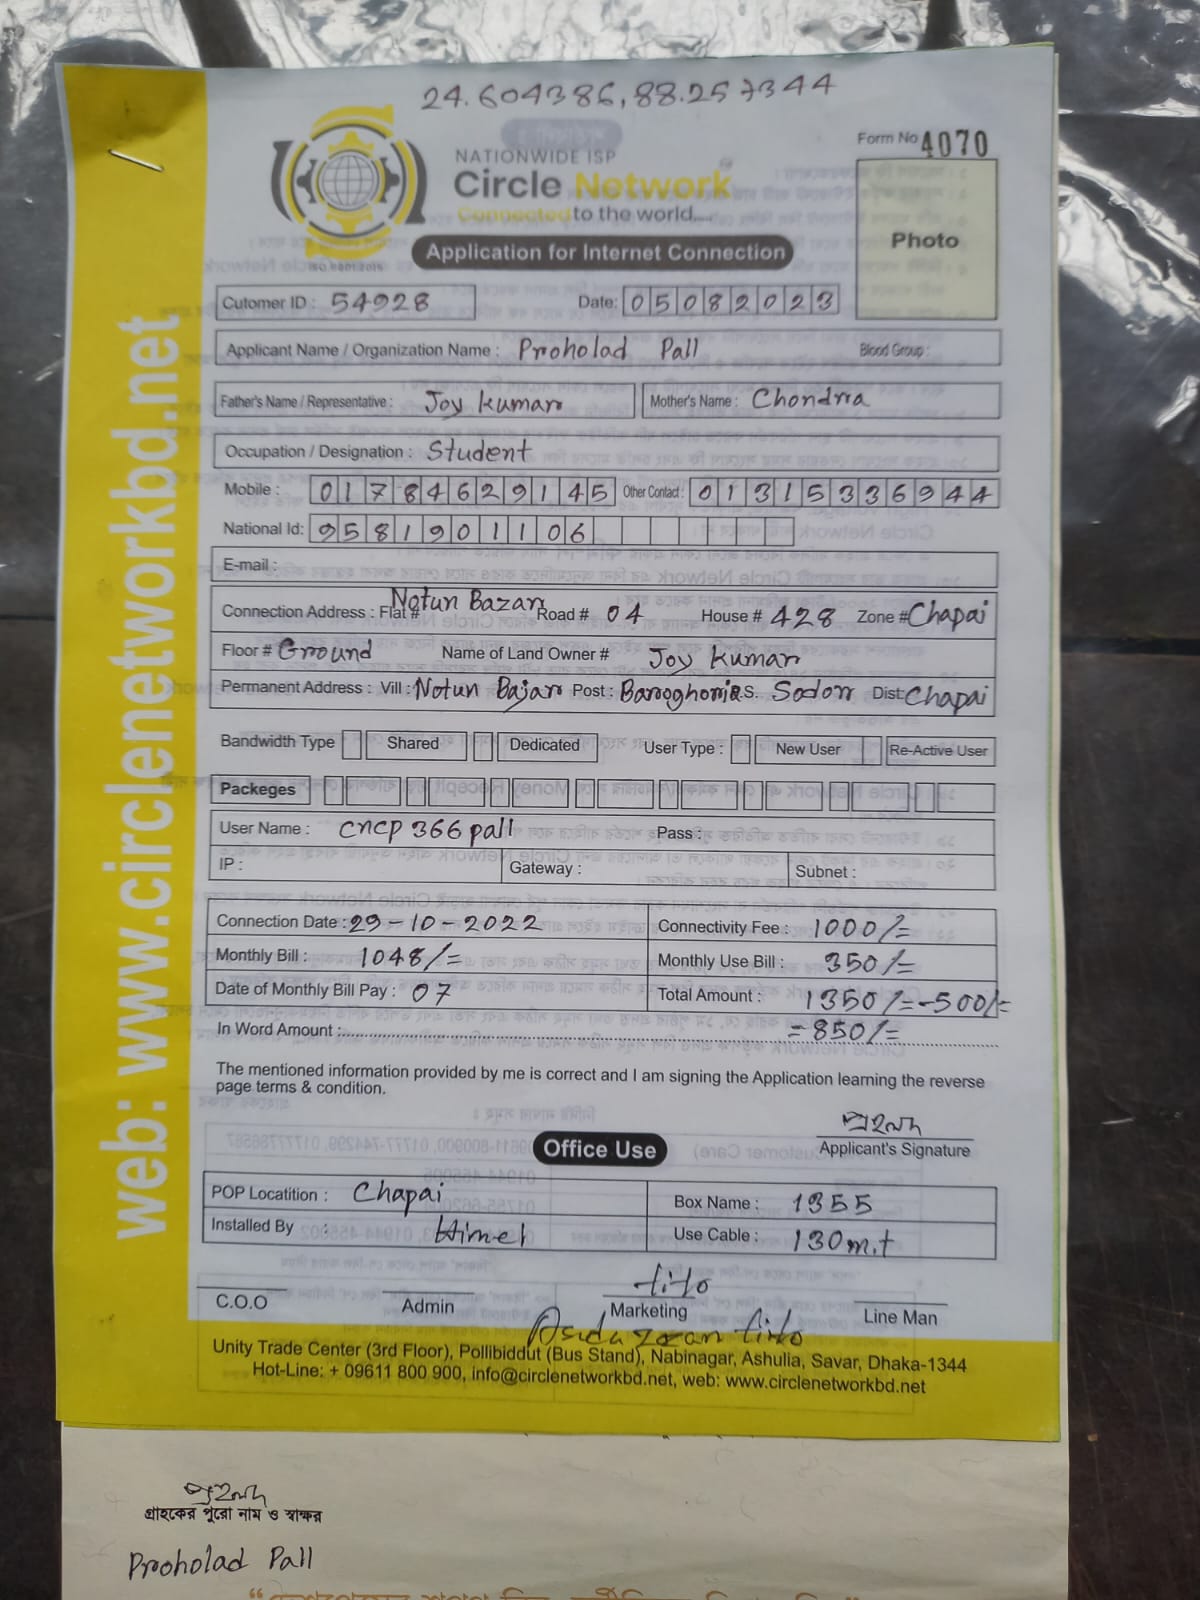 24.604386, 88.257344
Form No 4070
NATIONWIDE ISP
Circle Network
Connected to the world....
ISO 9001:2015
Application for Internet Connection
Photo
Cutomer ID : 54928 Date: 05082023
Applicant Name / Organization Name : Proholad Pall Blood Group :
Father's Name / Representative : Joy kumar Mother's Name : Chondra
Occupation / Designation : Student
Mobile : 01784629145 Other Contact : 01315336944
National Id: 9581901106
E-mail :
Connection Address : Flat # Notun Bazar Road # 04 House # 428 Zone # Chapai
Floor # Ground Name of Land Owner # Joy kumar
Permanent Address : Vill : Notun Bajar Post : Baroghoria P.S. Sodor Dist: Chapai
Bandwidth Type Shared Dedicated User Type : New User Re-Active User
Packeges
User Name : cncp 366 pall Pass :
IP : Gateway : Subnet :
Connection Date : 29-10-2022 Connectivity Fee : 1000/=
Monthly Bill : 1048/= Monthly Use Bill : 350/=
Date of Monthly Bill Pay : 07 Total Amount : 1350/=-500/=
In Word Amount : =850/=
The mentioned information provided by me is correct and I am signing the Application learning the reverse
page terms & condition.
Applicant's Signature
Office Use
POP Locatition : Chapai Box Name : 1355
Installed By : Himel Use Cable : 130m.t
tito
C.O.O Admin Marketing Line Man
tito
Unity Trade Center (3rd Floor), Pollibiddut (Bus Stand), Nabinagar, Ashulia, Savar, Dhaka-1344
Hot-Line: + 09611 800 900, info@circlenetworkbd.net, web: www.circlenetworkbd.net
web: www.circlenetworkbd.net
গ্রাহকের পুরো নাম ও স্বাক্ষর
Proholad Pall